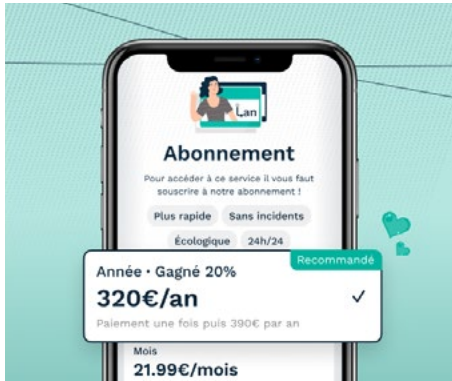 Lan
Abonnement
Pour accéder à ce service il vous faut
souscrire à notre abonnement !
Plus rapide Sans incidents
Écologique 24h/24
Recommandé
Année · Gagné 20%
320€/an
Paiement une fois puis 390€ par an
Mois
21.99€/mois